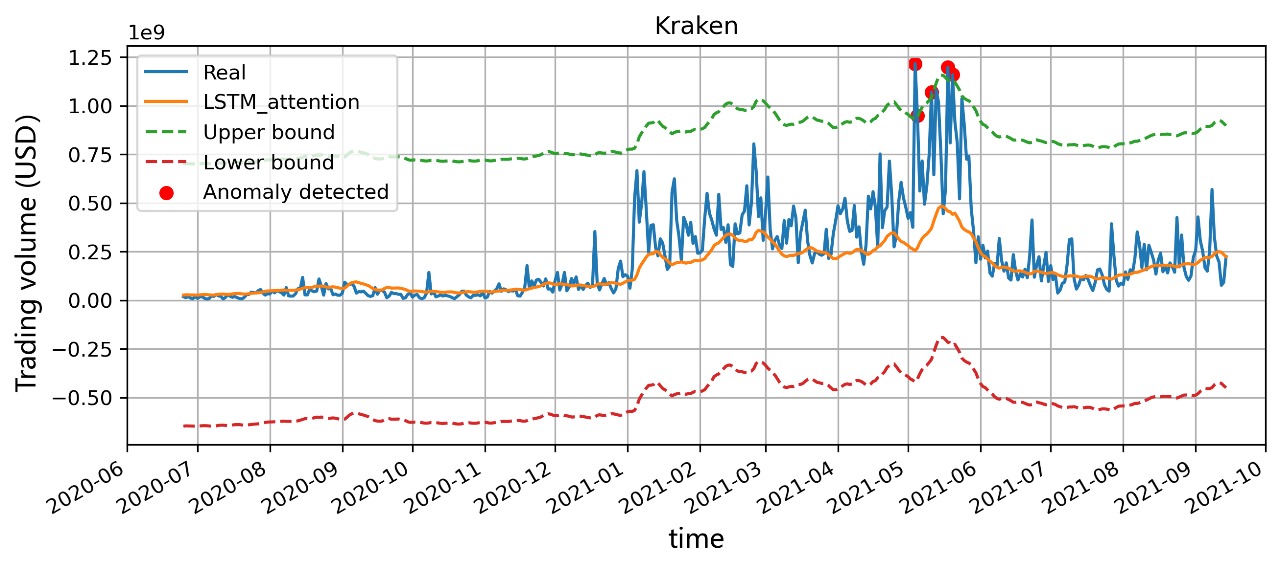 Kraken
1e9
1.25
1.00
0.75
0.50
0.25
0.00
−0.25
−0.50
Trading volume (USD)
Real
LSTM_attention
Upper bound
Lower bound
Anomaly detected
2020-06
2020-07
2020-08
2020-09
2020-10
2020-11
2020-12
2021-01
2021-02
2021-03
2021-04
2021-05
2021-06
2021-07
2021-08
2021-09
2021-10
time